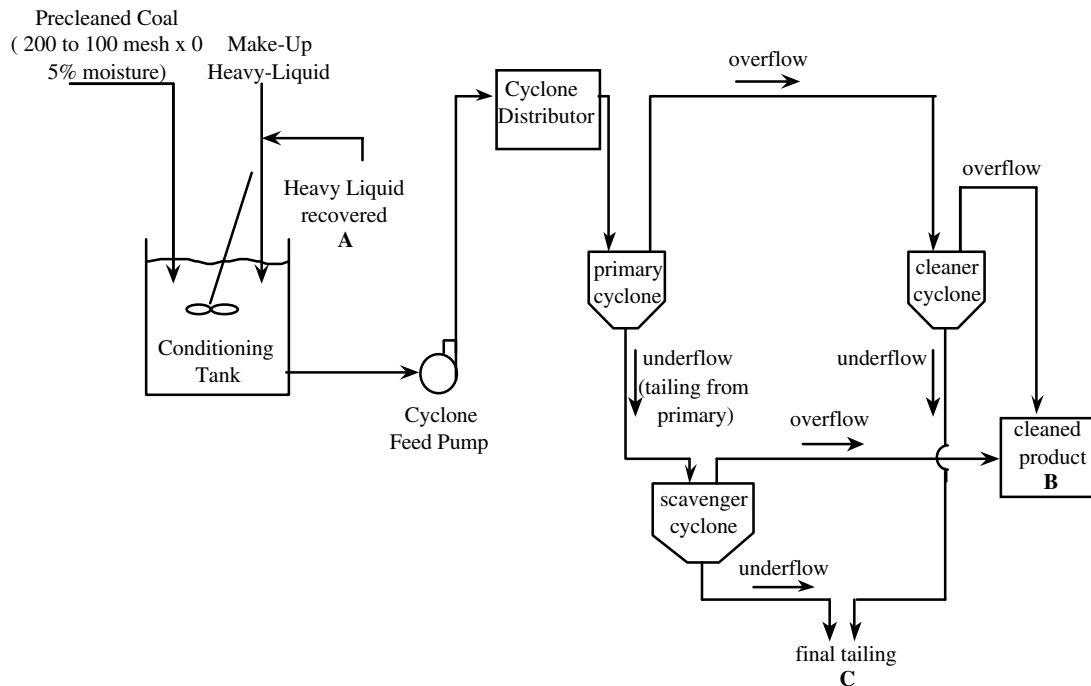 Precleaned Coal
( 200 to 100 mesh x 0
5% moisture)
Make-Up
Heavy-Liquid
Heavy Liquid
recovered
A
Conditioning
Tank
Cyclone
Feed Pump
Cyclone
Distributor
overflow
primary
cyclone
underflow
(tailing from
primary)
overflow
cleaner
cyclone
underflow
overflow
cleaned
product
B
scavenger
cyclone
underflow
final tailing
C